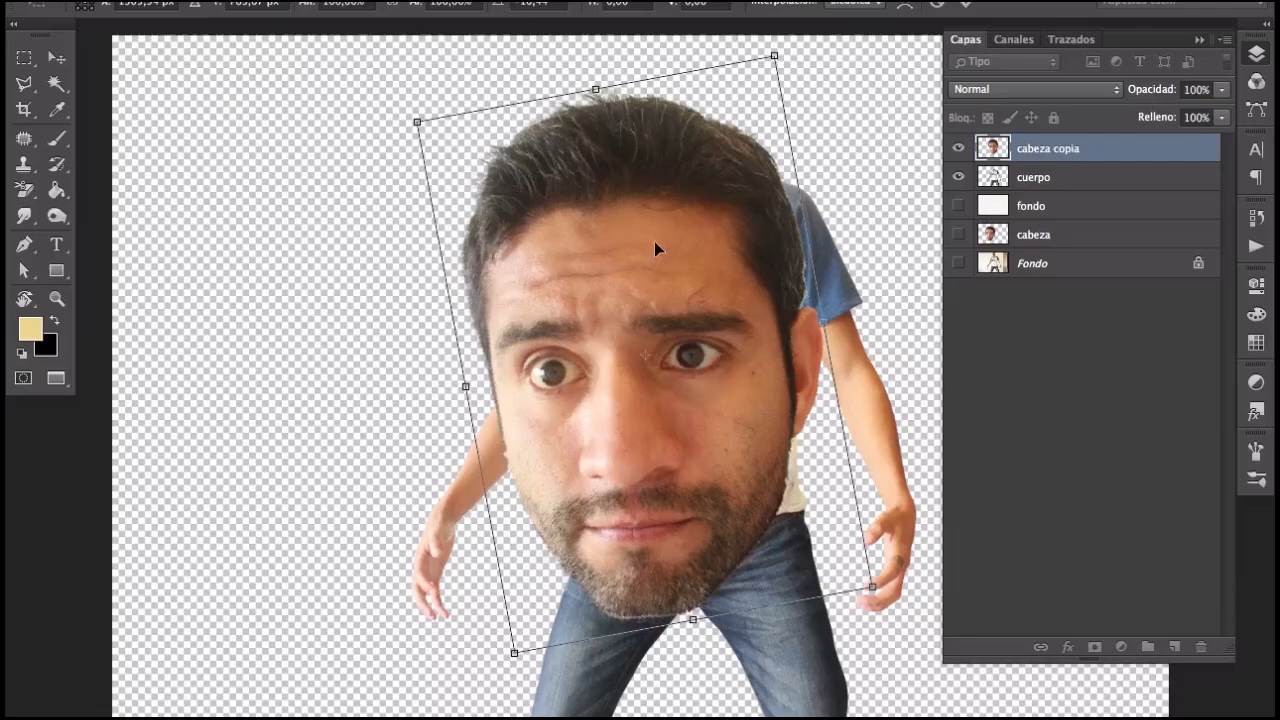 Capas Canales Trazados
Tipo
Normal Opacidad: 100%
Bloq.: Relleno: 100%
cabeza copia
cuerpo
fondo
cabeza
Fondo